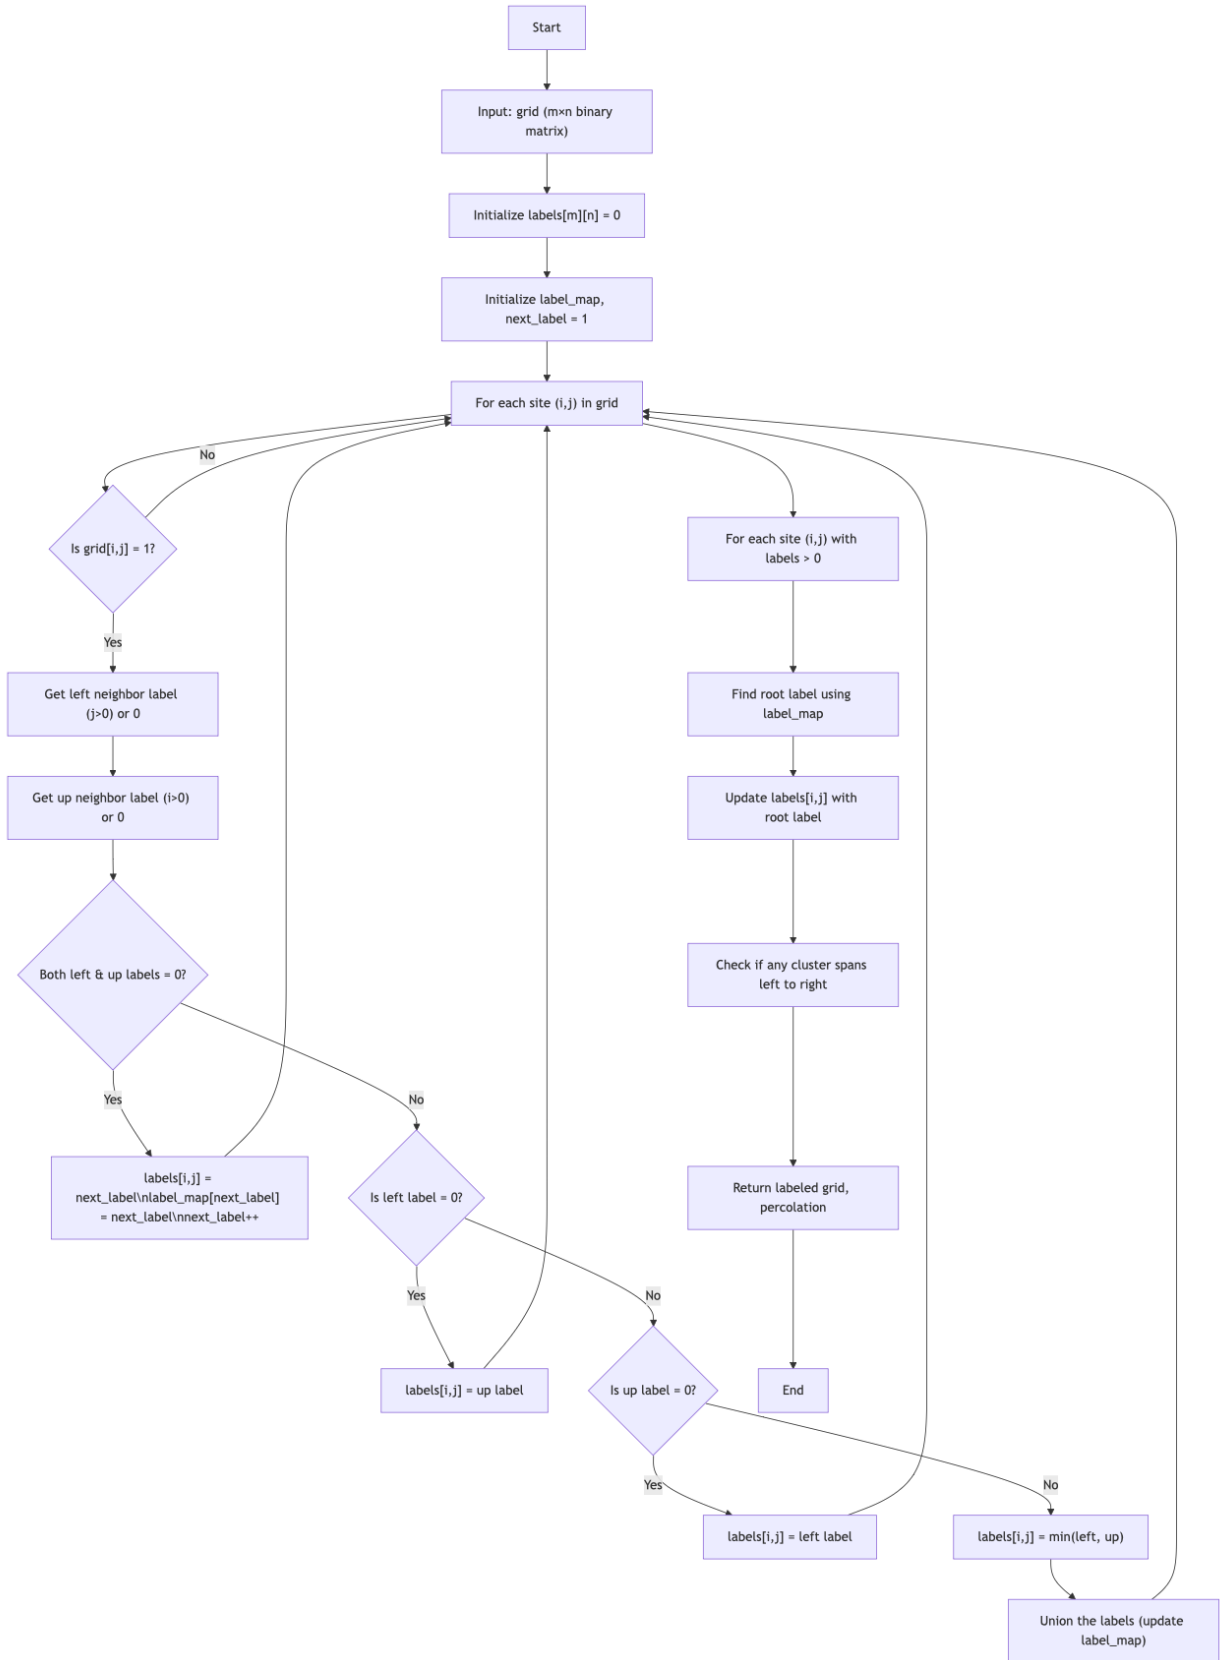 Start
Input: grid (m×n binary
matrix)
Initialize labels[m][n] = 0
Initialize label_map,
next_label = 1
For each site (i,j) in grid
No
Is grid[i,j] = 1?
For each site (i,j) with
labels > 0
Yes
Get left neighbor label
(j>0) or 0
Find root label using
label_map
Get up neighbor label (i>0)
or 0
Update labels[i,j] with
root label
Both left & up labels = 0?
Check if any cluster spans
left to right
Yes
No
labels[i,j] =
next_label\nlabel_map[next_label]
= next_label\nnext_label++
Is left label = 0?
Return labeled grid,
percolation
Yes
No
labels[i,j] = up label
Is up label = 0?
End
Yes
No
labels[i,j] = left label
labels[i,j] = min(left, up)
Union the labels (update
label_map)